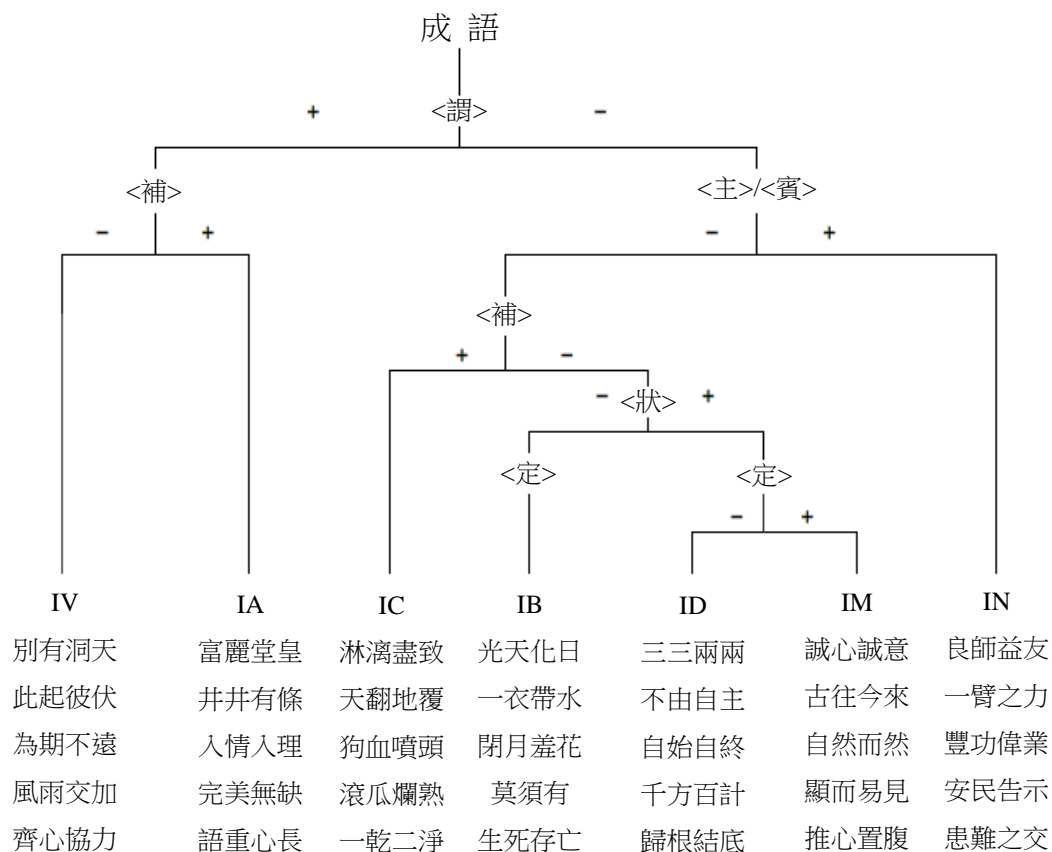 成 語
+ <謂> -
<補> <主>/<賓>
- + - +
<補>
+ -
- <狀> +
<定> <定>
- +
IV IA IC IB ID IM IN
別有洞天 富麗堂皇 淋漓盡致 光天化日 三三兩兩 誠心誠意 良師益友
此起彼伏 井井有條 天翻地覆 一衣帶水 不由自主 古往今來 一臂之力
為期不遠 入情入理 狗血噴頭 閉月羞花 自始自終 自然而然 豐功偉業
風雨交加 完美無缺 滾瓜爛熟 莫須有 千方百計 顯而易見 安民告示
齊心協力 語重心長 一乾二淨 生死存亡 歸根結底 推心置腹 患難之交